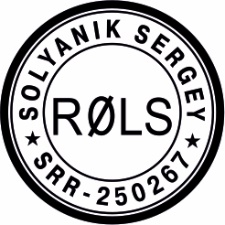 SOLYANIK SERGEY
RØLS
★ SRR-250267 ★